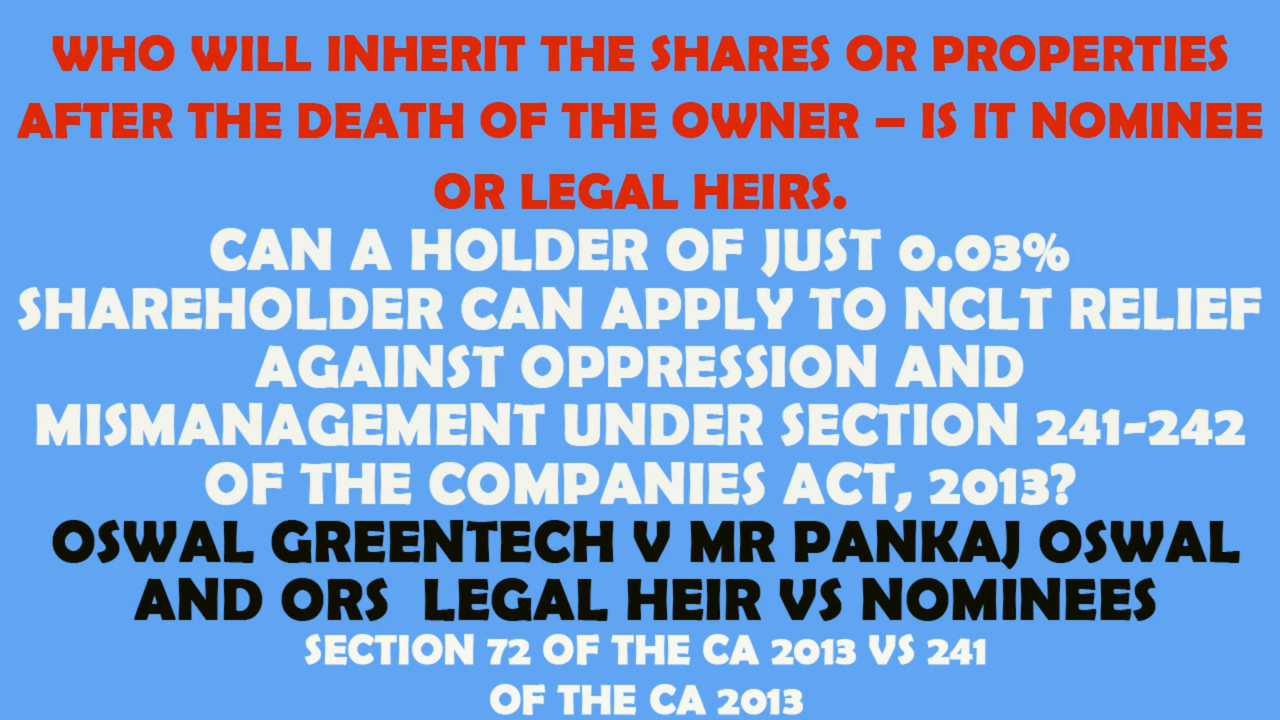 WHO WILL INHERIT THE SHARES OR PROPERTIES
AFTER THE DEATH OF THE OWNER – IS IT NOMINEE
OR LEGAL HEIRS.
CAN A HOLDER OF JUST 0.03%
SHAREHOLDER CAN APPLY TO NCLT RELIEF
AGAINST OPPRESSION AND
MISMANAGEMENT UNDER SECTION 241-242
OF THE COMPANIES ACT, 2013?
OSWAL GREENTECH V MR PANKAJ OSWAL
AND ORS LEGAL HEIR VS NOMINEES
SECTION 72 OF THE CA 2013 VS 241
OF THE CA 2013